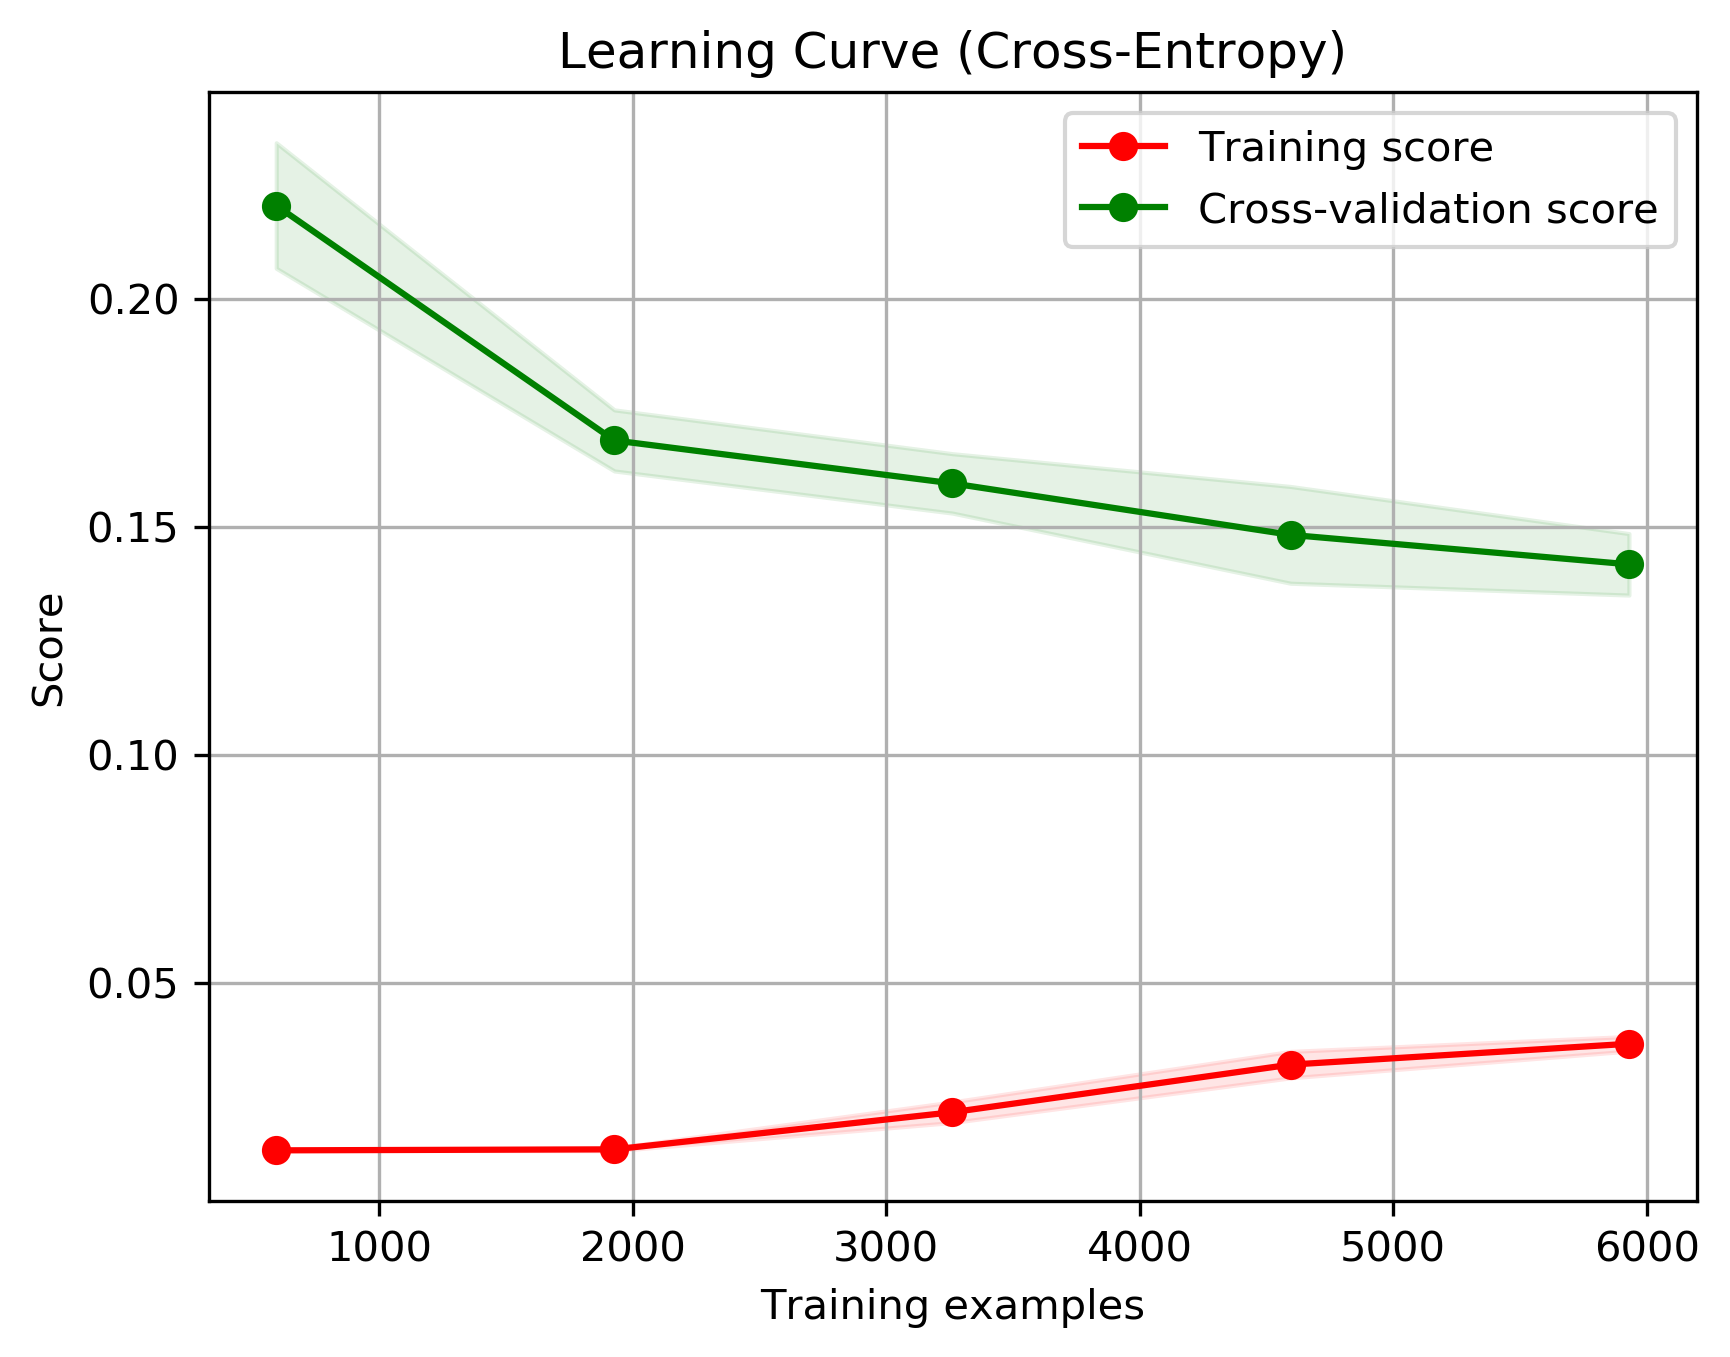 Learning Curve (Cross-Entropy)
Training score
Cross-validation score
0.20
0.15
0.10
0.05
Score
1000 2000 3000 4000 5000 6000
Training examples